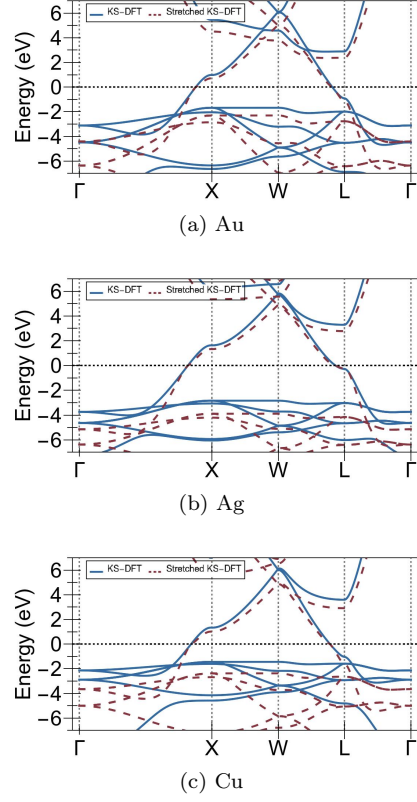 KS-DFT Stretched KS-DFT
Energy (eV)
6
4
2
0
−2
−4
−6
Γ X W L Γ
(a) Au
KS-DFT Stretched KS-DFT
Energy (eV)
6
4
2
0
−2
−4
−6
Γ X W L Γ
(b) Ag
KS-DFT Stretched KS-DFT
Energy (eV)
6
4
2
0
−2
−4
−6
Γ X W L Γ
(c) Cu